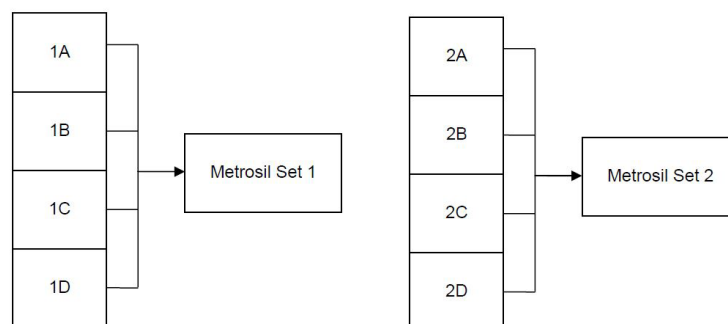 1A
1B
1C
1D
Metrosil Set 1
2A
2B
2C
2D
Metrosil Set 2